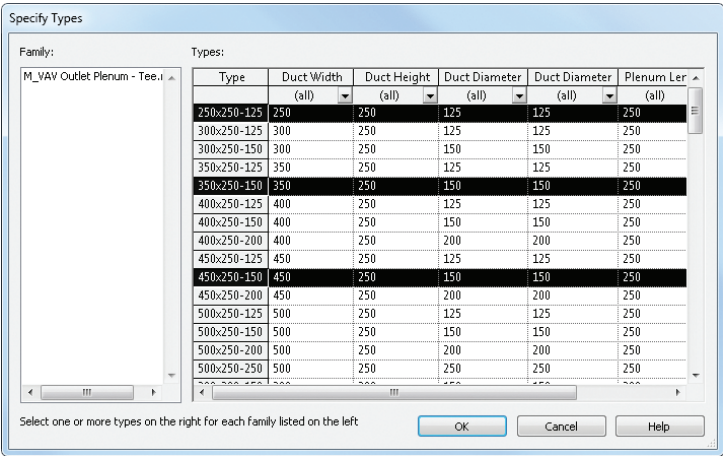 Specify Types
Family: Types:
M_VAV Outlet Plenum - Tee.r
Type Duct Width Duct Height Duct Diameter Duct Diameter Plenum Ler
(all) (all) (all) (all) (all)
250x250-125 250 250 125 125 250
300x250-125 300 250 125 125 250
300x250-150 300 250 150 150 250
350x250-125 350 250 125 125 250
350x250-150 350 250 150 150 250
400x250-125 400 250 125 125 250
400x250-150 400 250 150 150 250
400x250-200 400 250 200 200 250
450x250-125 450 250 125 125 250
450x250-150 450 250 150 150 250
450x250-200 450 250 200 200 250
500x250-125 500 250 125 125 250
500x250-150 500 250 150 150 250
500x250-200 500 250 200 200 250
500x250-250 500 250 250 250 250
Select one or more types on the right for each family listed on the left
OK Cancel Help